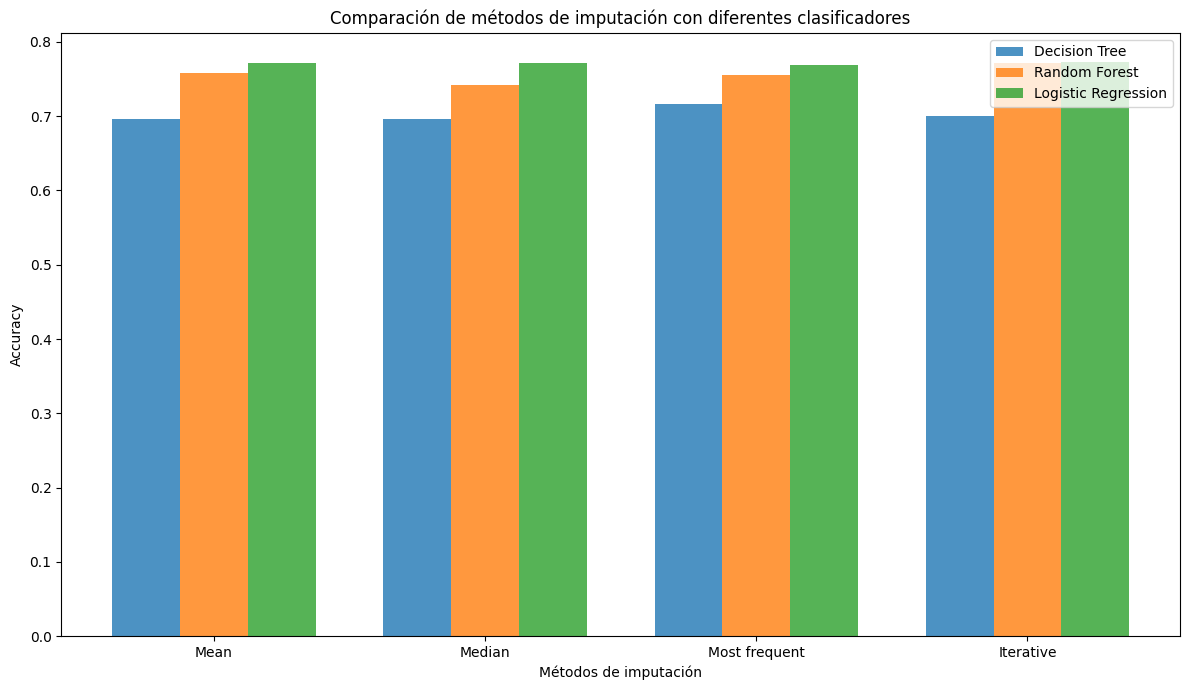 Comparación de métodos de imputación con diferentes clasificadores
Decision Tree
Random Forest
Logistic Regression
Accuracy
0.8
0.7
0.6
0.5
0.4
0.3
0.2
0.1
0.0
Mean
Median
Most frequent
Iterative
Métodos de imputación